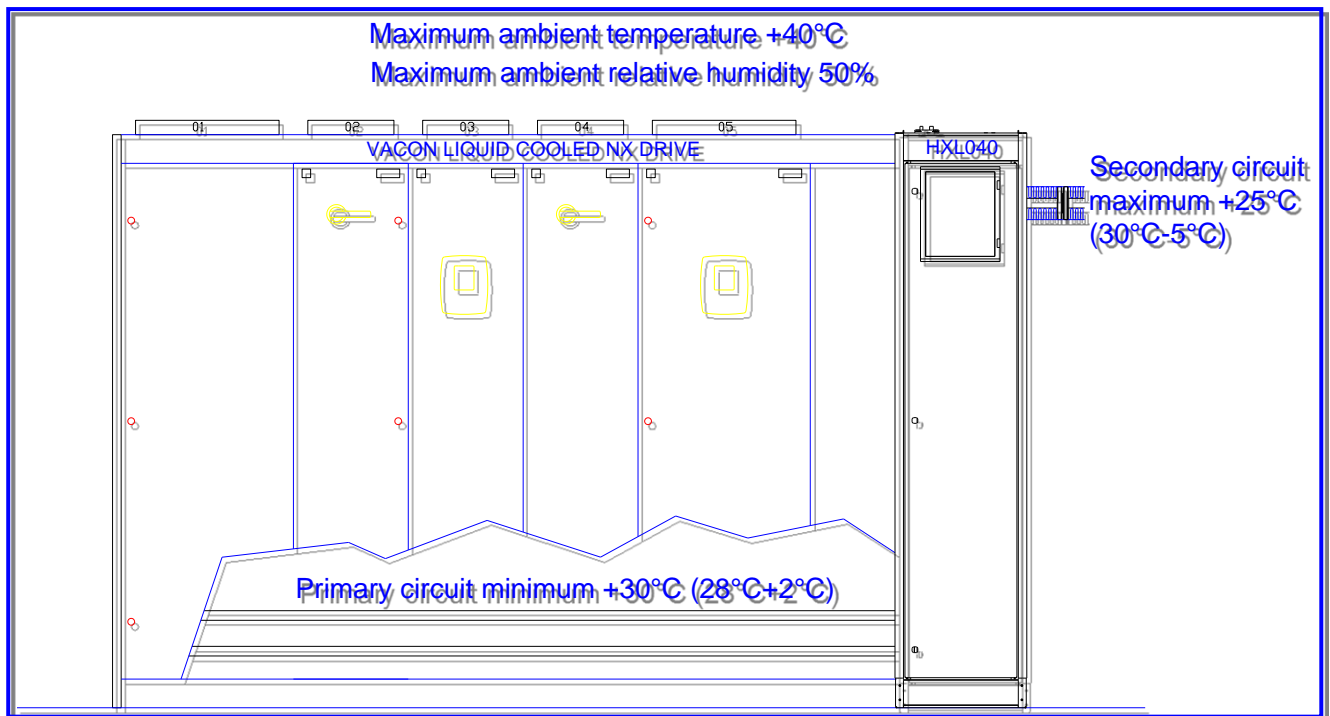 Maximum ambient temperature +40°C
Maximum ambient relative humidity 50%
01 02 03 04 05
VACON LIQUID COOLED NX DRIVE
HXL040
Secondary circuit
maximum +25°C
(30°C-5°C)
Primary circuit minimum +30°C (28°C+2°C)